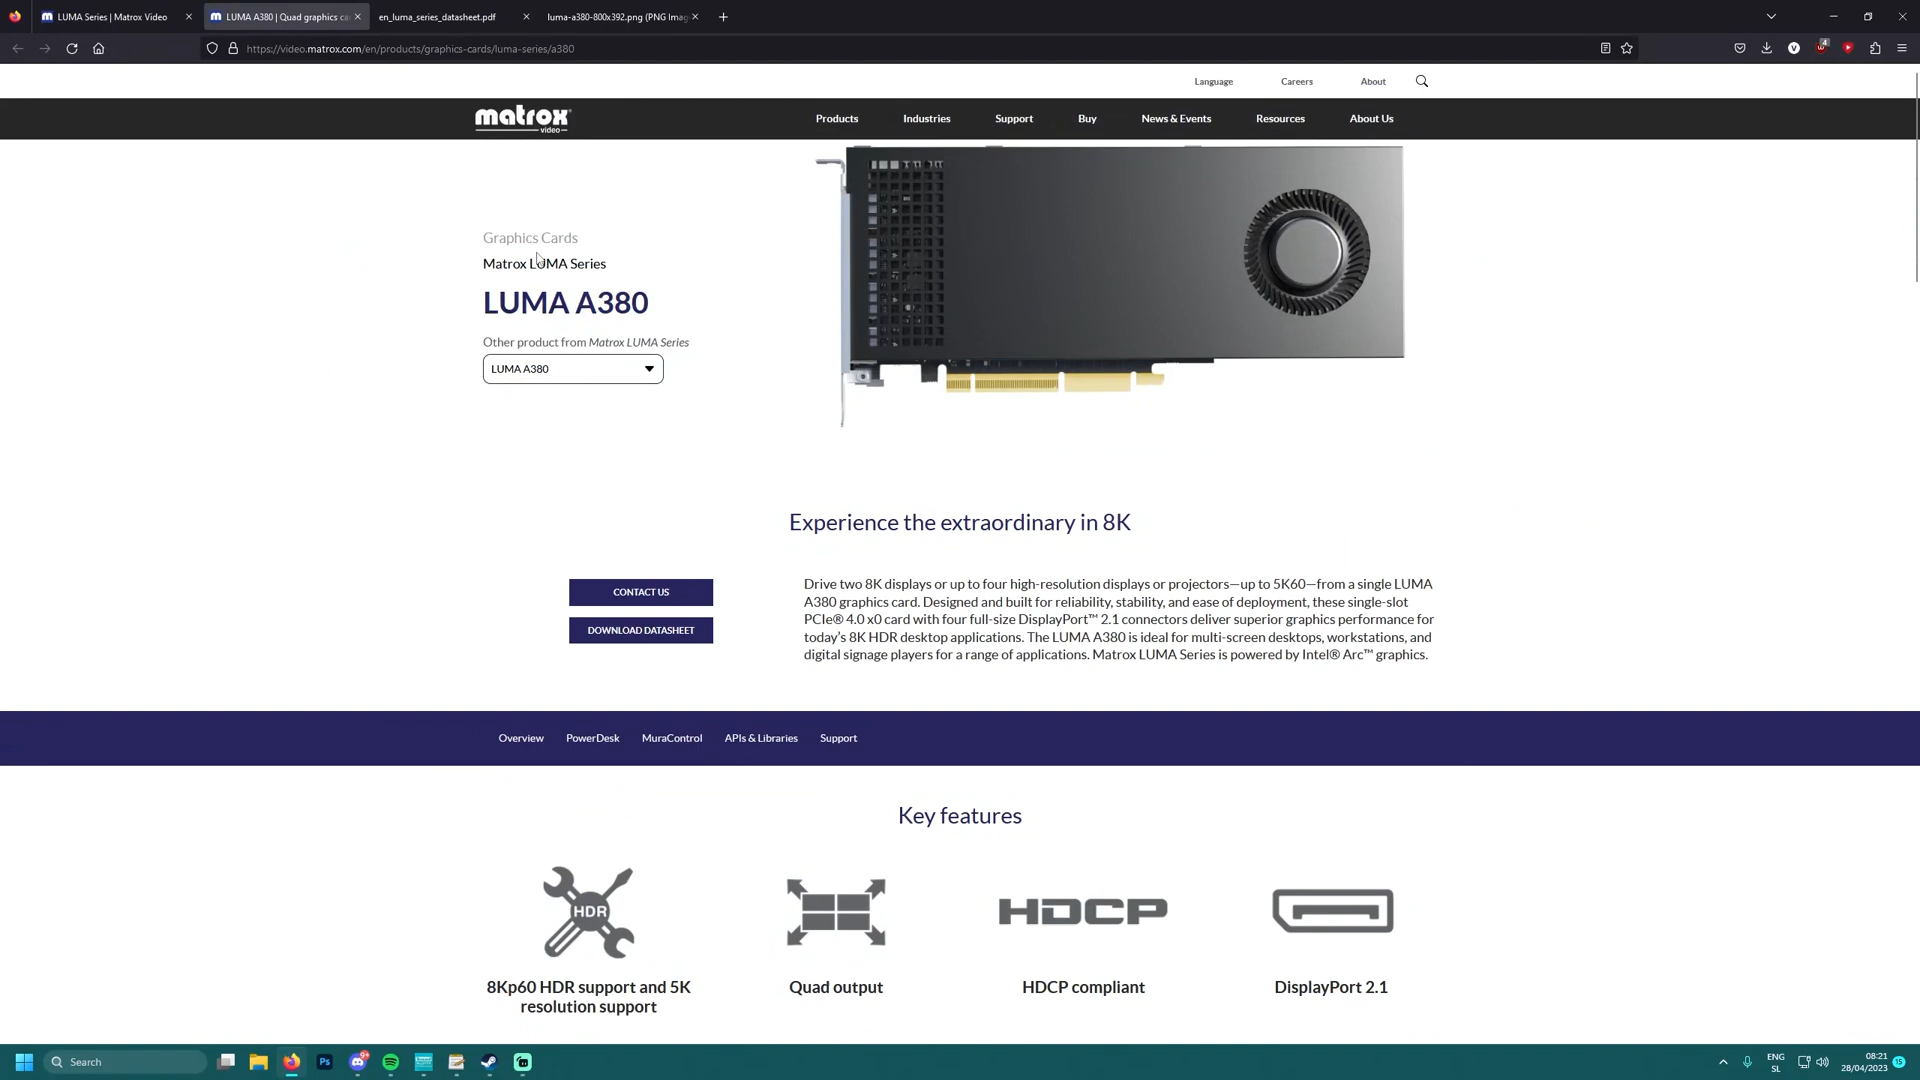 LUMA Series | Matrox Video
LUMA A380 | Quad graphics ca
en_luma_series_datasheet.pdf
luma-a380-800x392.png (PNG Imag
https://video.matrox.com/en/products/graphics-cards/luma-series/a380
4
Language Careers About
matrox
video
Products Industries Support Buy News & Events Resources About Us
Graphics Cards
Matrox LUMA Series
LUMA A380
Other product from Matrox LUMA Series
LUMA A380
Experience the extraordinary in 8K
CONTACT US
DOWNLOAD DATASHEET
Drive two 8K displays or up to four high-resolution displays or projectors—up to 5K60—from a single LUMA
A380 graphics card. Designed and built for reliability, stability, and ease of deployment, these single-slot
PCIe® 4.0 x0 card with four full-size DisplayPort™ 2.1 connectors deliver superior graphics performance for
today's 8K HDR desktop applications. The LUMA A380 is ideal for multi-screen desktops, workstations, and
digital signage players for a range of applications. Matrox LUMA Series is powered by Intel® Arc™ graphics.
Overview PowerDesk MuraControl APIs & Libraries Support
Key features
HDR
HDCP
8Kp60 HDR support and 5K
resolution support
Quad output
HDCP compliant
DisplayPort 2.1
Search
Ps
ENG
SL
08:21
28/04/2023
15